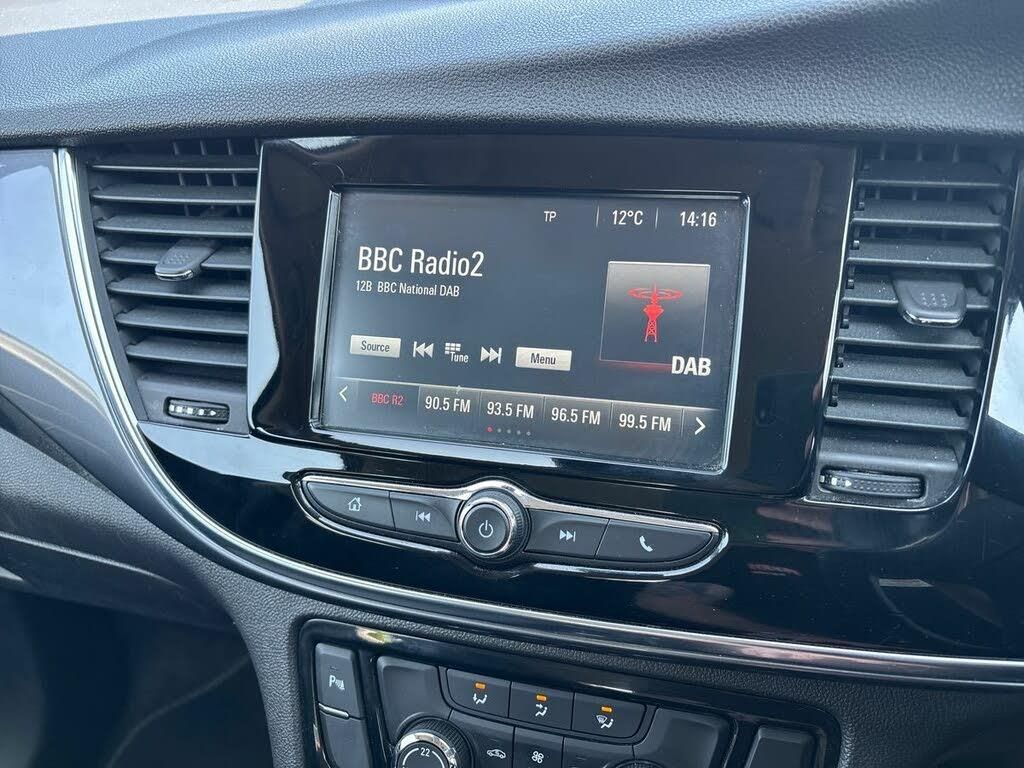 TP 12°C 14:16
BBC Radio2
12B BBC National DAB
Source Tune Menu
DAB
BBC R2 90.5 FM 93.5 FM 96.5 FM 99.5 FM
P
22